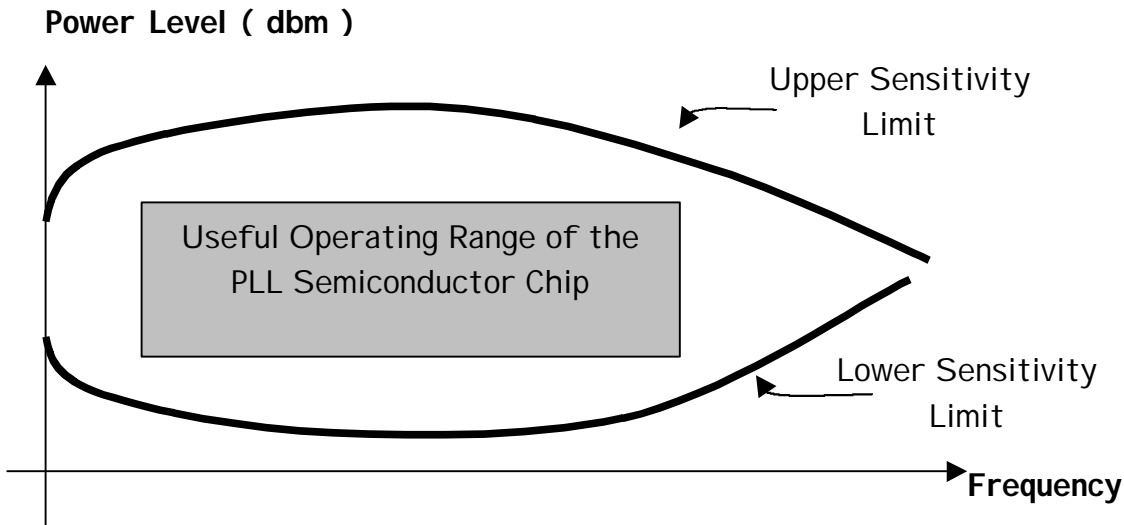 Power Level ( dbm )
Upper Sensitivity
Limit
Useful Operating Range of the
PLL Semiconductor Chip
Lower Sensitivity
Limit
Frequency